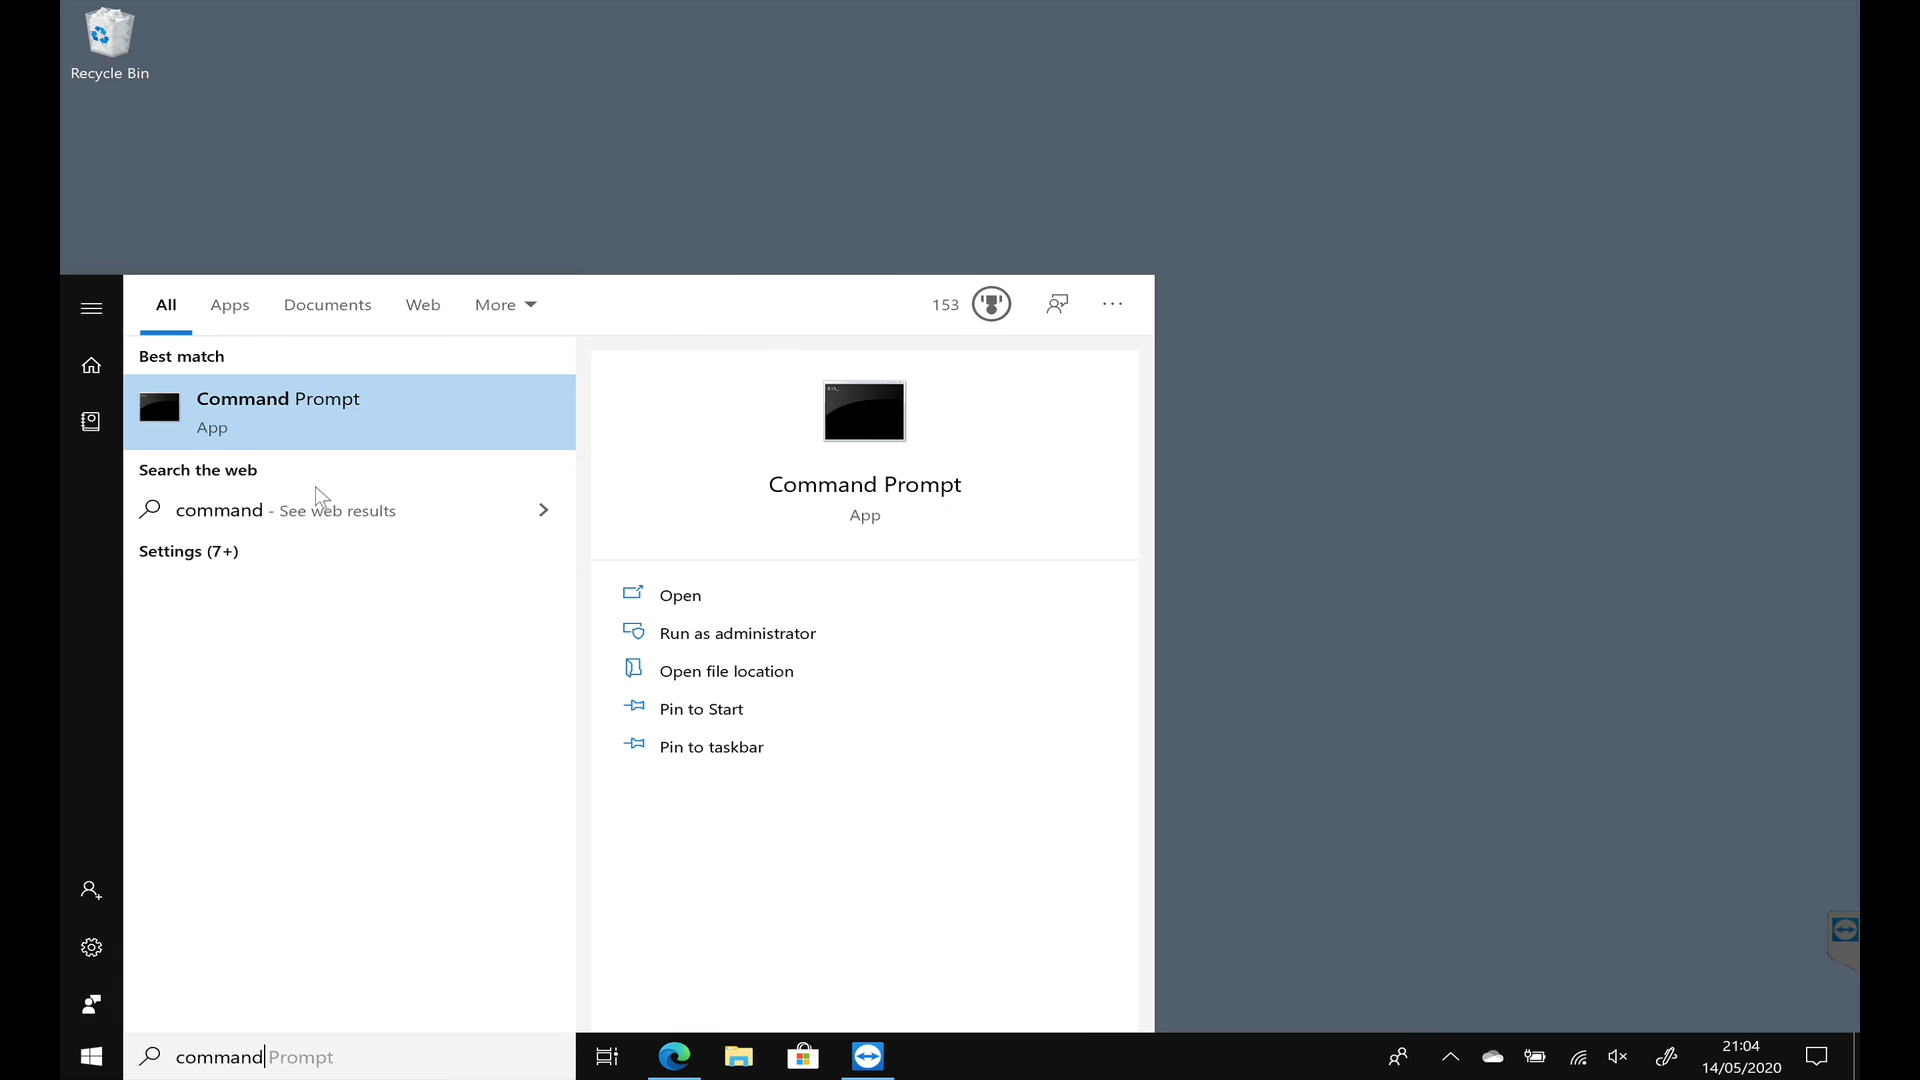 Recycle Bin
All Apps Documents Web More 153 ...
Best match
Command Prompt
App
Search the web
command - See web results
Settings (7+)
Command Prompt
App
Open
Run as administrator
Open file location
Pin to Start
Pin to taskbar
command Prompt
21:04
14/05/2020